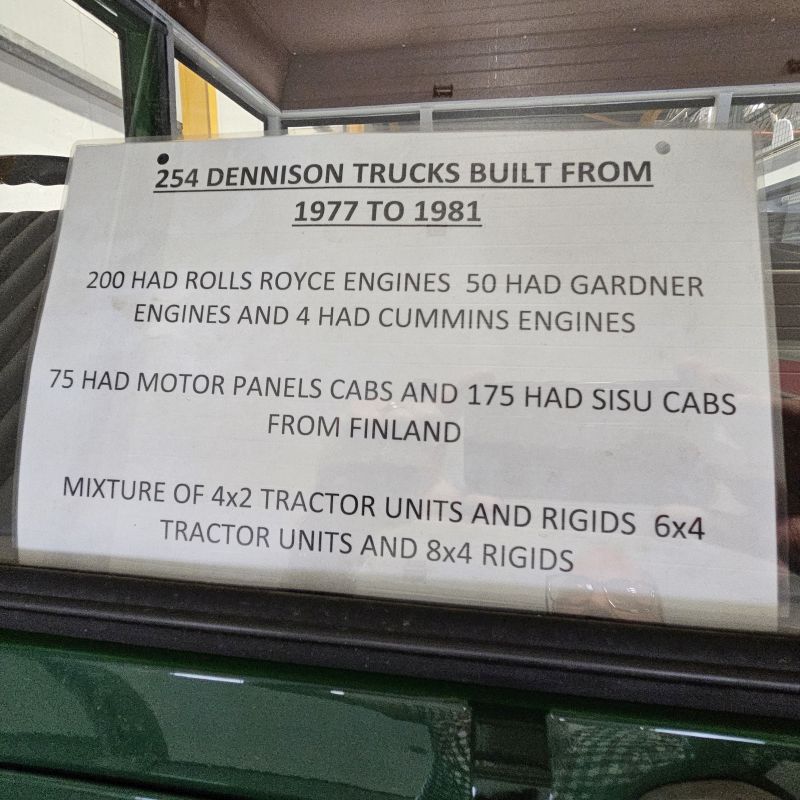 254 DENNISON TRUCKS BUILT FROM
1977 TO 1981
200 HAD ROLLS ROYCE ENGINES  50 HAD GARDNER
ENGINES AND 4 HAD CUMMINS ENGINES
75 HAD MOTOR PANELS CABS AND 175 HAD SISU CABS
FROM FINLAND
MIXTURE OF 4x2 TRACTOR UNITS AND RIGIDS  6x4
TRACTOR UNITS AND 8x4 RIGIDS